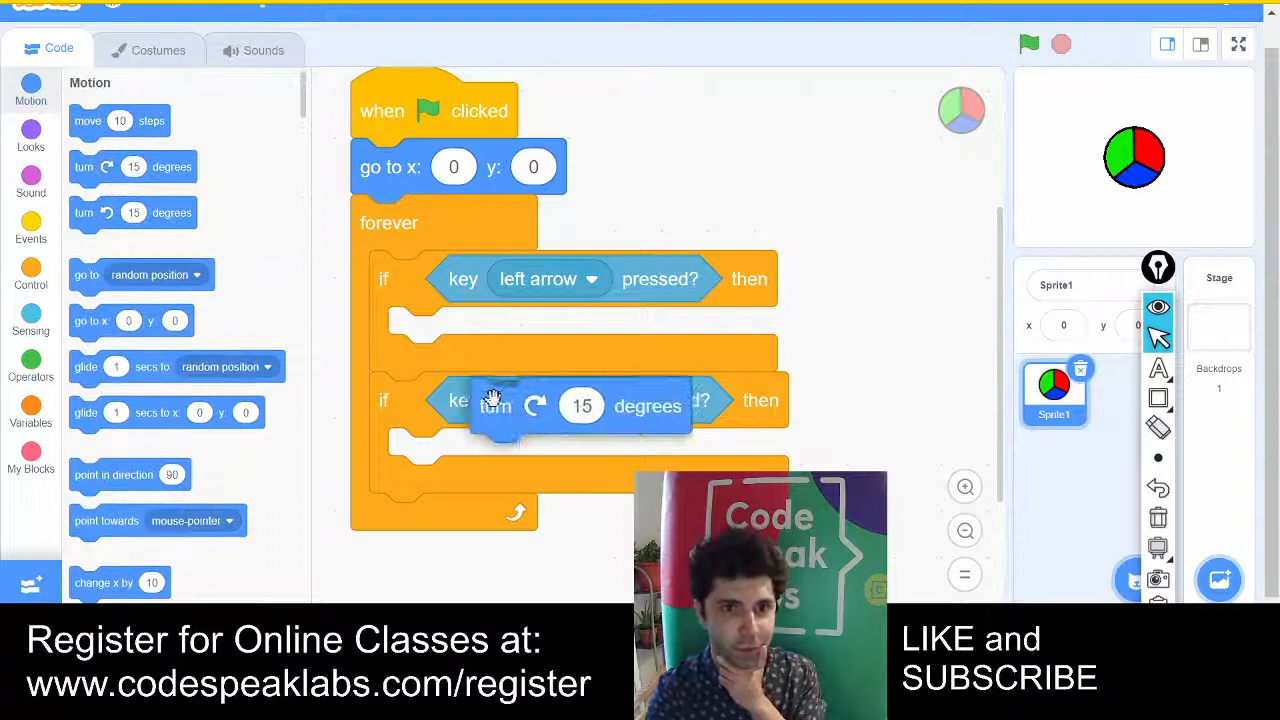 Code
Costumes
Sounds
Motion
Looks
Sound
Events
Control
Sensing
Operators
Variables
My Blocks
Motion
move 10 steps
turn 15 degrees
turn 15 degrees
go to random position
go to x: 0 y: 0
glide 1 secs to random position
glide 1 secs to x: 0 y: 0
point in direction 90
point towards mouse-pointer
change x by 10
when clicked
go to x: 0 y: 0
forever
if key left arrow pressed? then
if then
turn 15 degrees
Sprite1
x 0 y
Sprite1
Stage
Backdrops
1
A
Code
Register for Online Classes at:
www.codespeaklabs.com/register
LIKE and
SUBSCRIBE